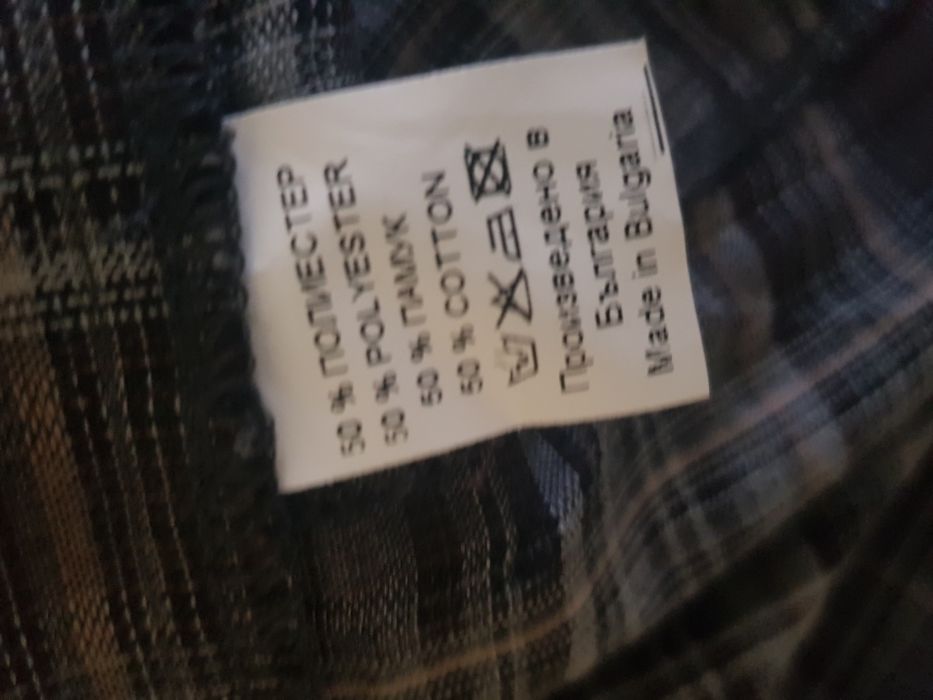 50 % ПОЛИЕСТЕР
50 % POLYESTER
50 % ПАМУК
50 % COTTON
Произведено в
България
Made in Bulgaria